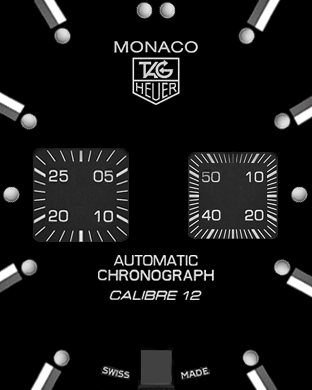 MONACO
TAG
HEUER
25 05
20 10
50 10
40 20
AUTOMATIC
CHRONOGRAPH
CALIBRE 12
SWISS MADE